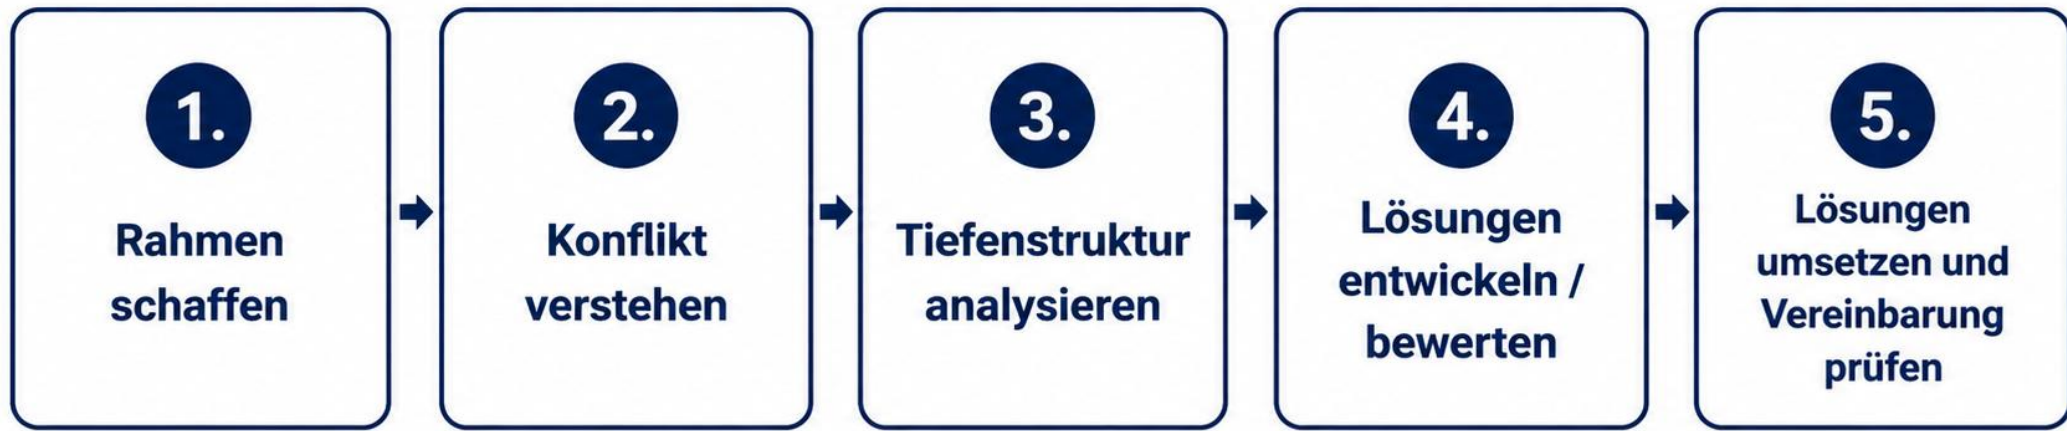 1.
Rahmen
schaffen
2.
Konflikt
verstehen
3.
Tiefenstruktur
analysieren
4.
Lösungen
entwickeln /
bewerten
5.
Lösungen
umsetzen und
Vereinbarung
prüfen